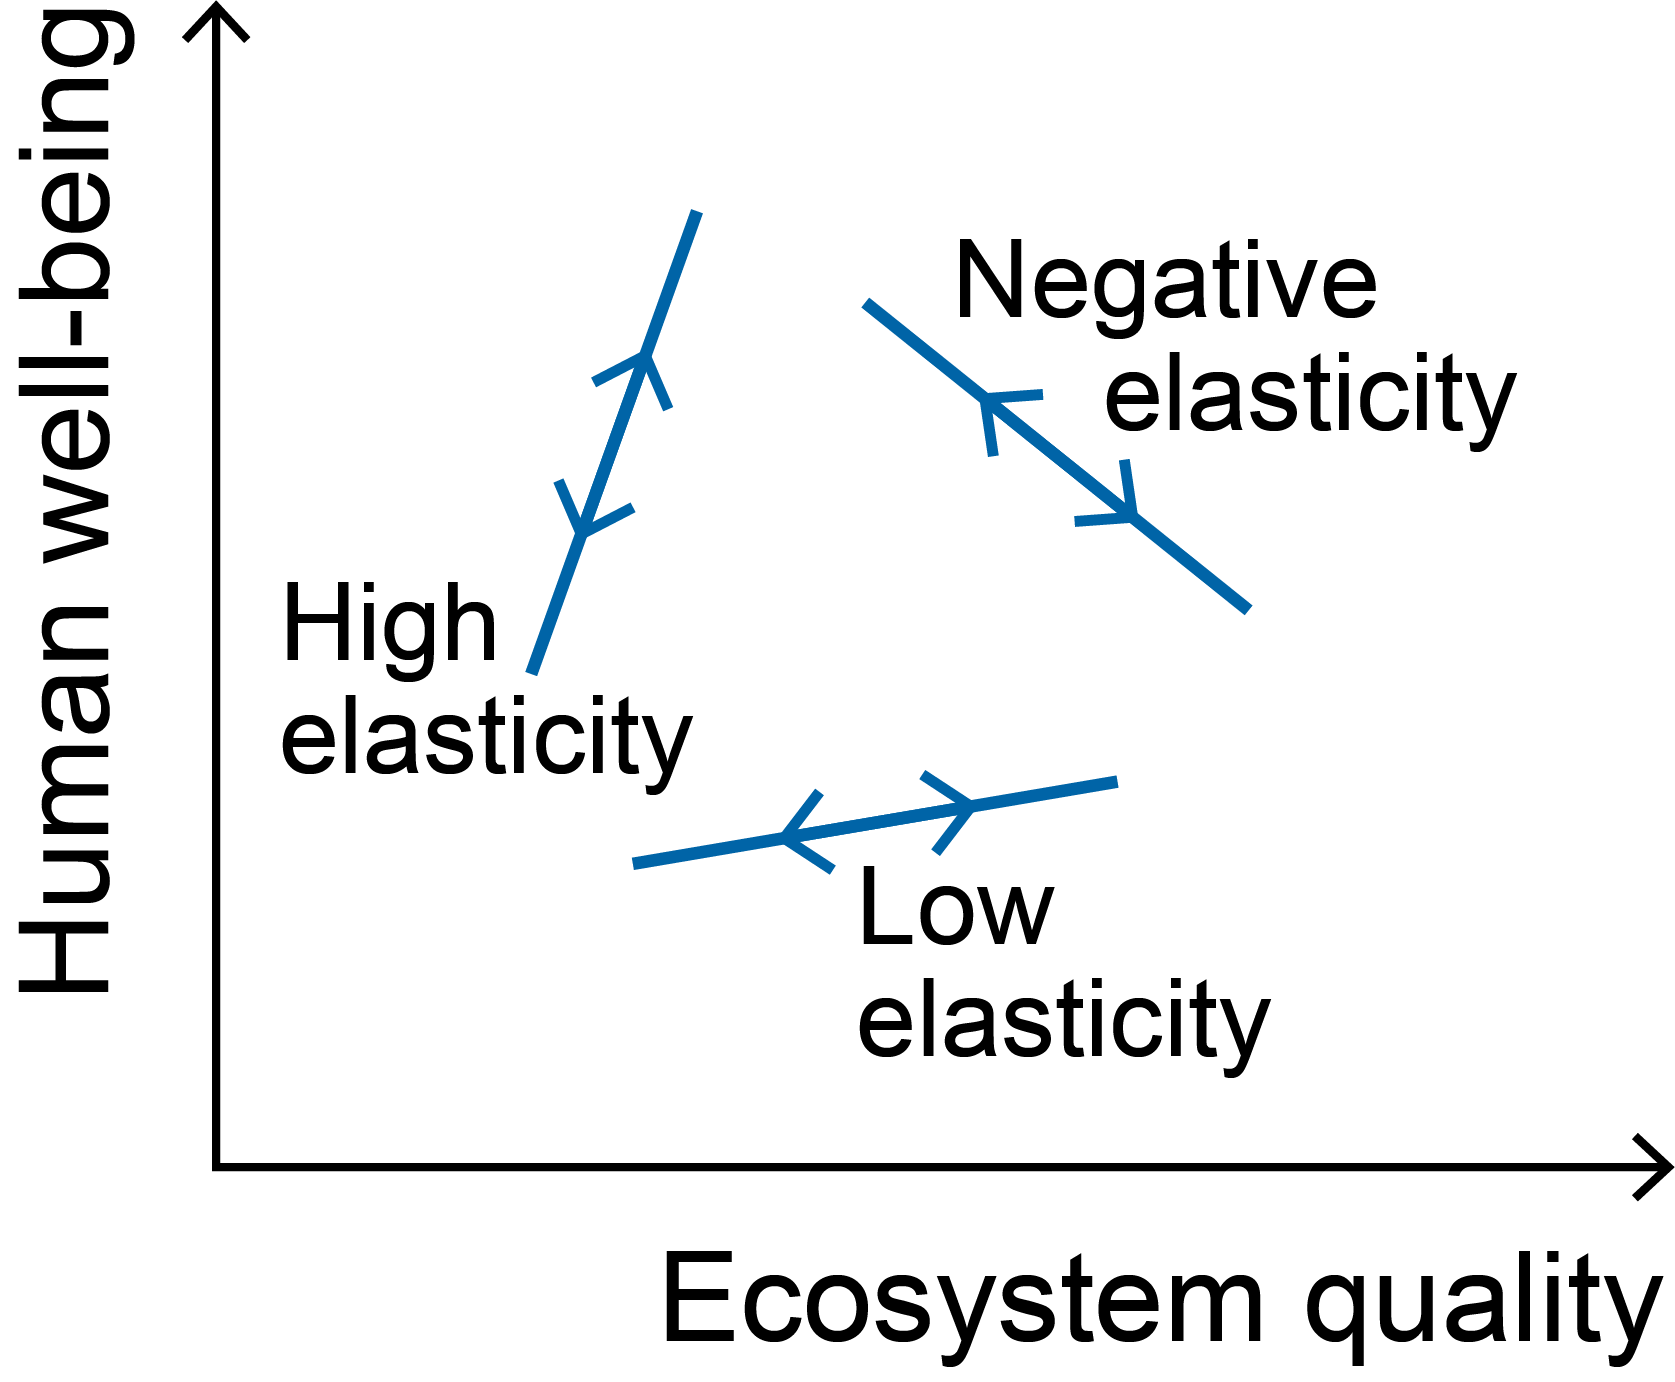 Human well-being
Negative
elasticity
High
elasticity
Low
elasticity
Ecosystem quality